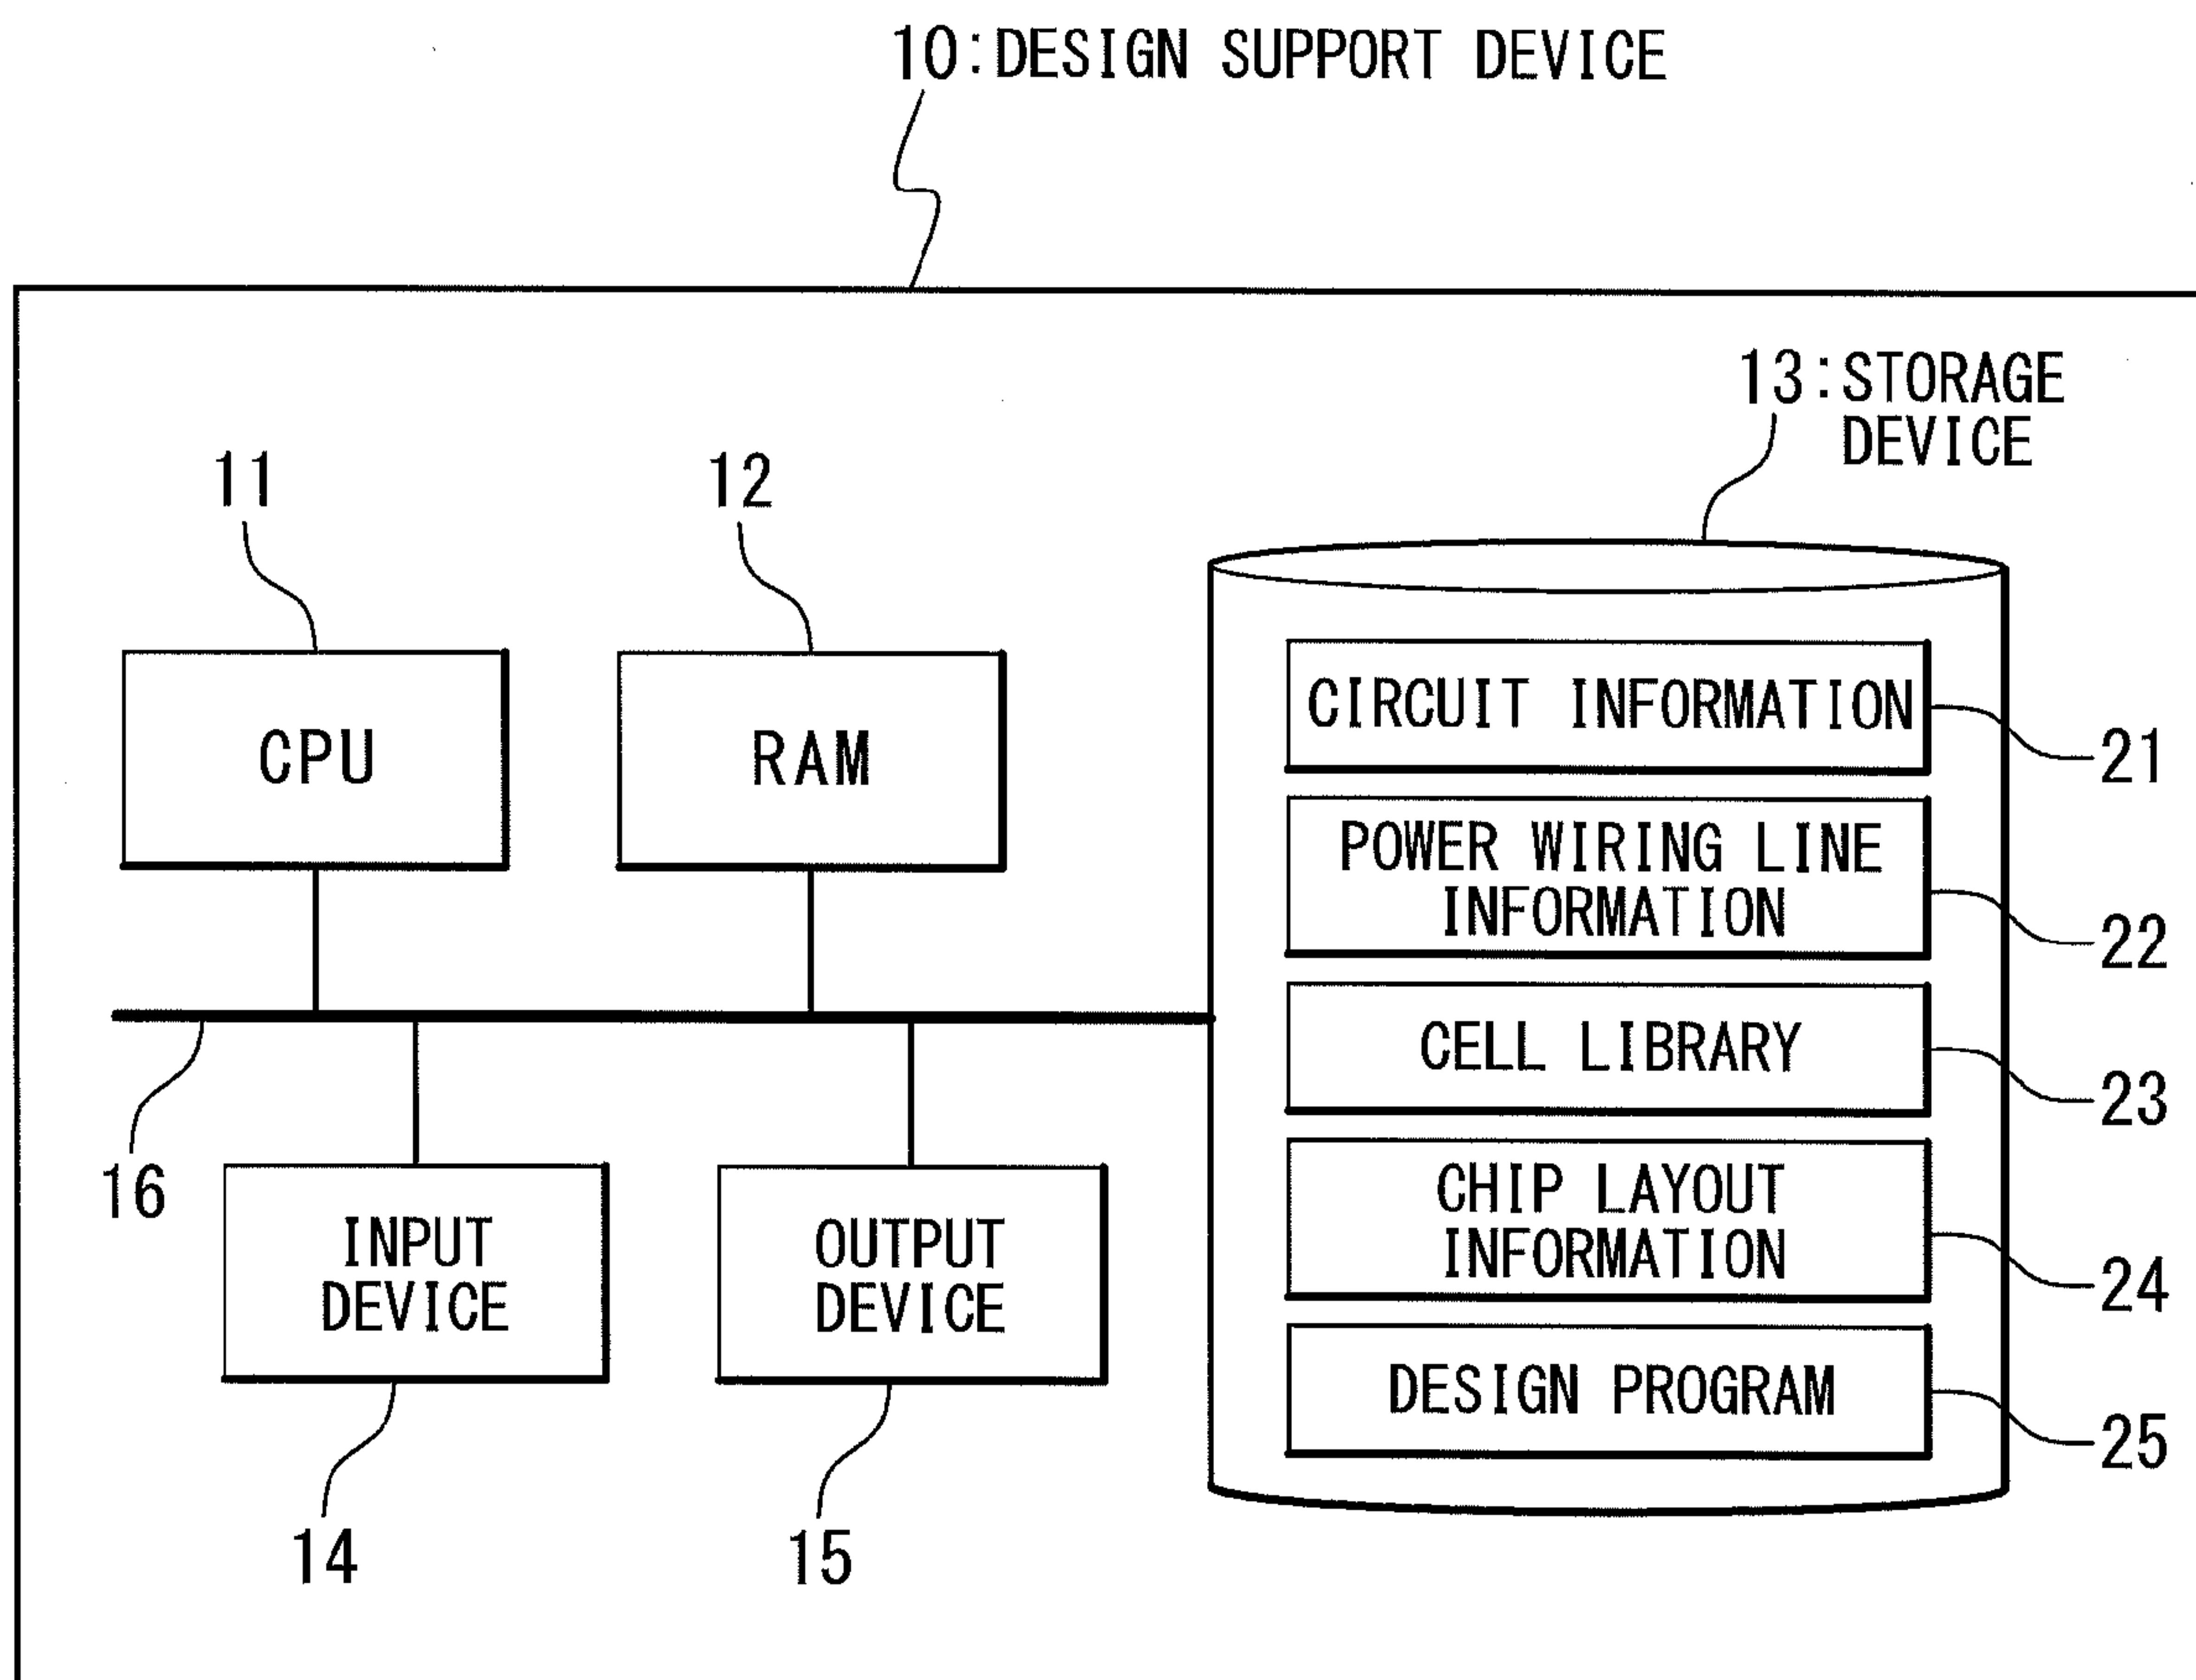 10:DESIGN SUPPORT DEVICE
13:STORAGE
DEVICE
11
12
CPU
RAM
CIRCUIT INFORMATION
21
POWER WIRING LINE
INFORMATION
22
CELL LIBRARY
23
16
INPUT
DEVICE
OUTPUT
DEVICE
CHIP LAYOUT
INFORMATION
24
DESIGN PROGRAM
25
14
15